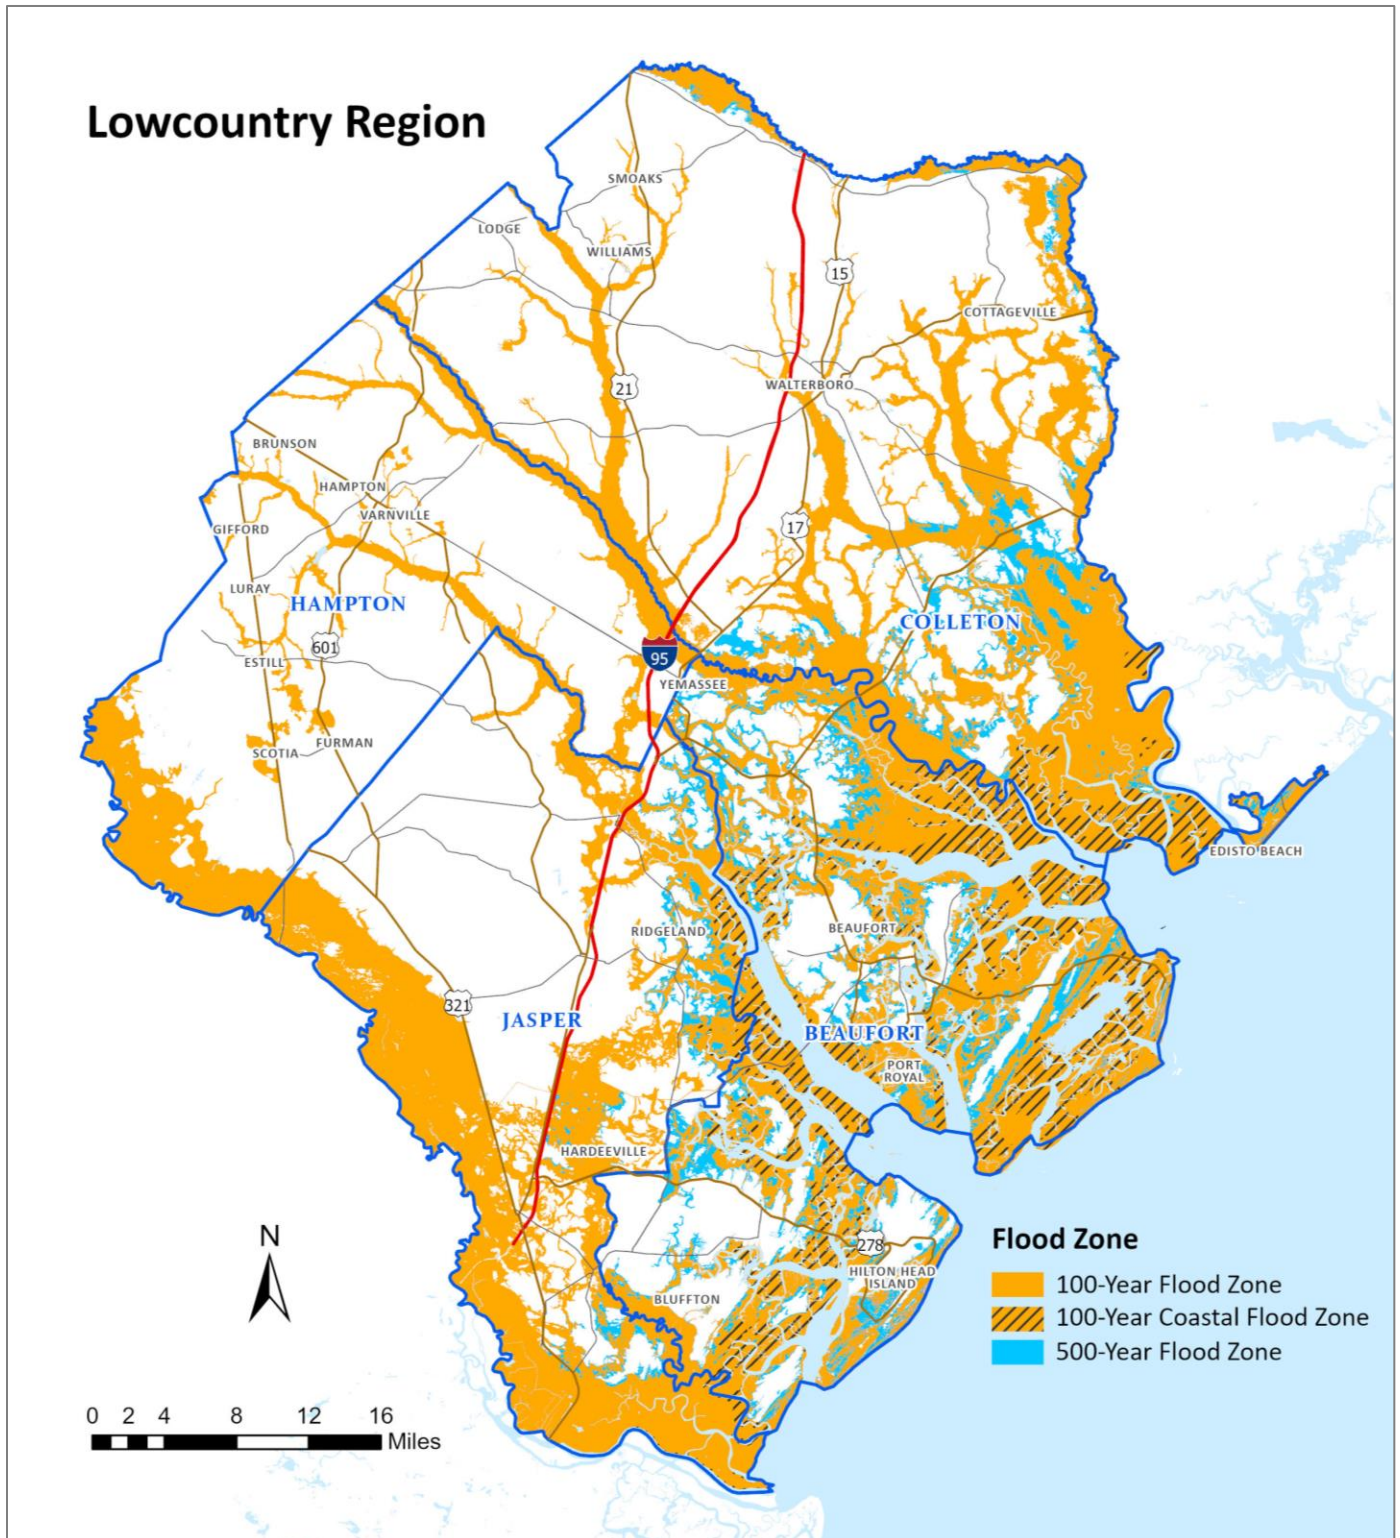 Lowcountry Region
SMOAKS
LODGE
WILLIAMS
15
COTTAGEVILLE
21
WALTERBORO
BRUNSON
HAMPTON
VARNVILLE
GIFFORD
17
LURAY
HAMPTON
COLLETON
601
ESTILL
95
YEMASSEE
SCOTIA
FURMAN
EDISTO BEACH
RIDGELAND
BEAUFORT
321
JASPER
BEAUFORT
PORT
ROYAL
HARDEEVILLE
278
HILTON HEAD
ISLAND
BLUFFTON
N
0 2 4 8 12 16
Miles
Flood Zone
100-Year Flood Zone
100-Year Coastal Flood Zone
500-Year Flood Zone